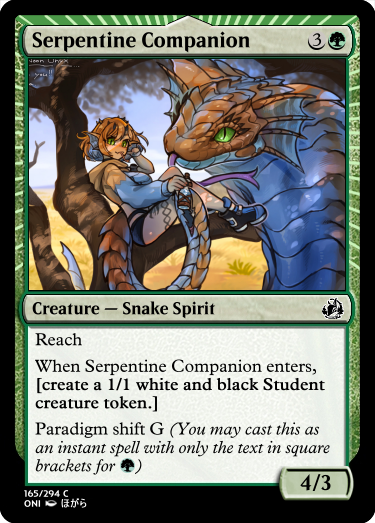 Serpentine Companion 3
Creature — Snake Spirit
Reach
When Serpentine Companion enters,
[create a 1/1 white and black Student
creature token.]
Paradigm shift G (You may cast this as
an instant spell with only the text in square
brackets for )
4/3
165/294 C
ONI ほがら